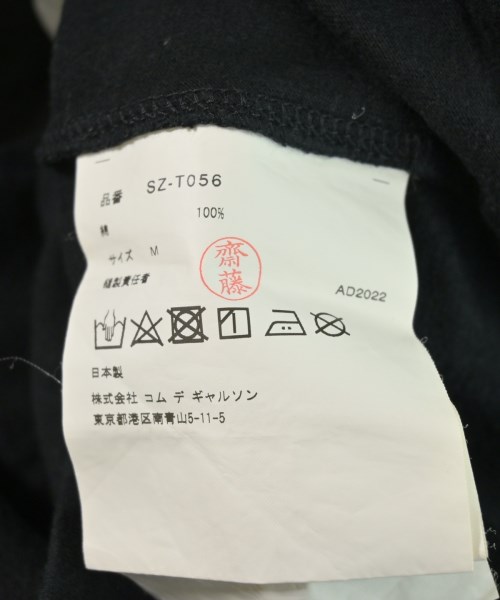 品番 SZ-T056
綿 100%
サイズ M
縫製責任者
齋藤
AD2022
日本製
株式会社 コム デ ギャルソン
東京都港区南青山5-11-5